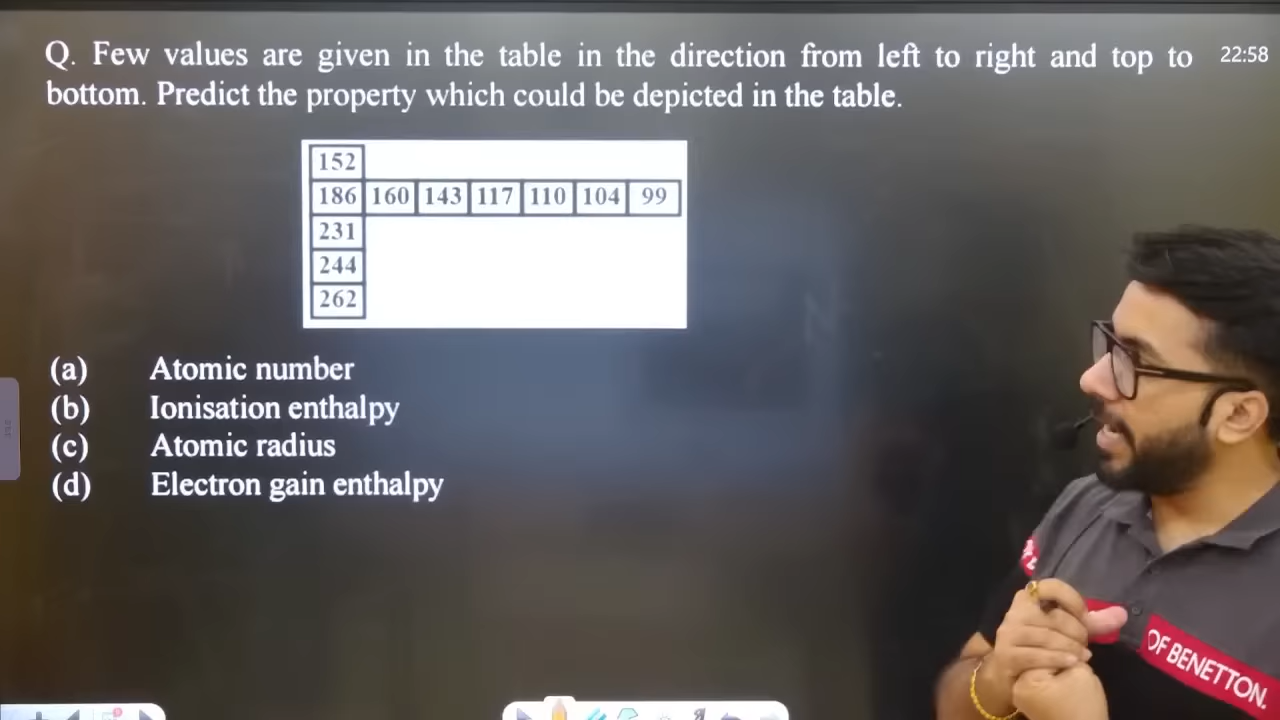 Q. Few values are given in the table in the direction from left to right and top to
22:58
bottom. Predict the property which could be depicted in the table.
152
186 160 143 117 110 104 99
231
244
262
(a) Atomic number
(b) Ionisation enthalpy
(c) Atomic radius
(d) Electron gain enthalpy
OF BENETTON.